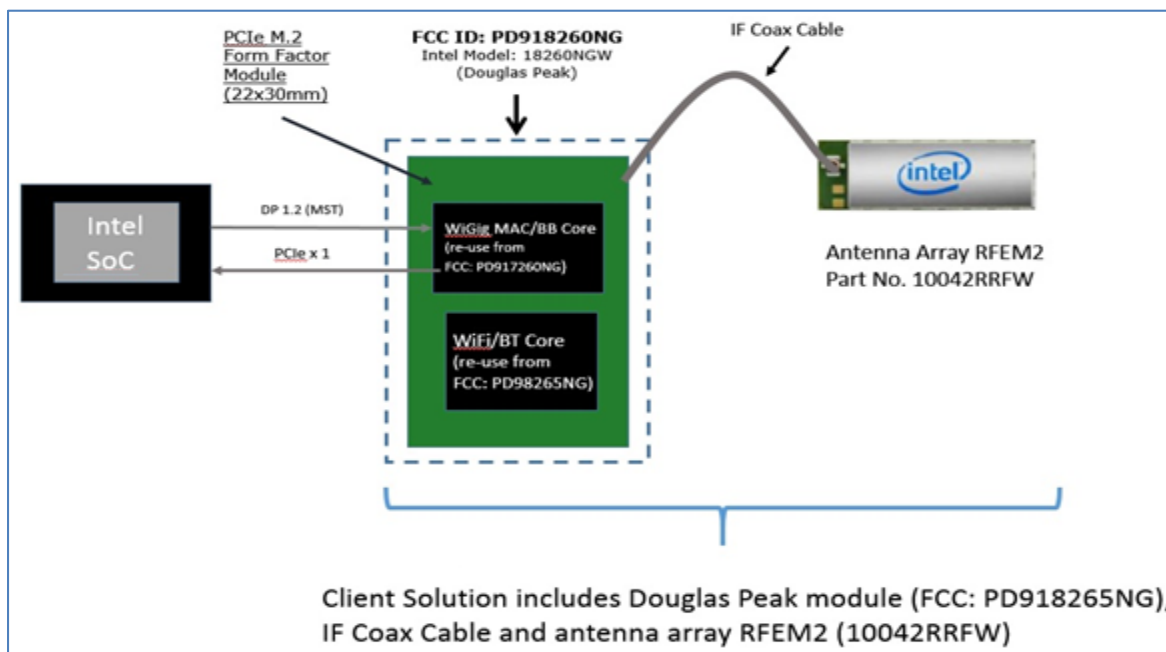 PCIe M.2
Form Factor
Module
(22x30mm)
FCC ID: PD918260NG
Intel Model: 18260NGW
(Douglas Peak)
IF Coax Cable
intel
Intel
SoC
DP 1.2 (MST)
PCIe x 1
WiGig MAC/BB Core
(re-use from
FCC: PD917260NG)
WiFi/BT Core
(re-use from
FCC: PD98265NG)
Antenna Array RFEM2
Part No. 10042RRFW
Client Solution includes Douglas Peak module (FCC: PD918265NG),
IF Coax Cable and antenna array RFEM2 (10042RRFW)